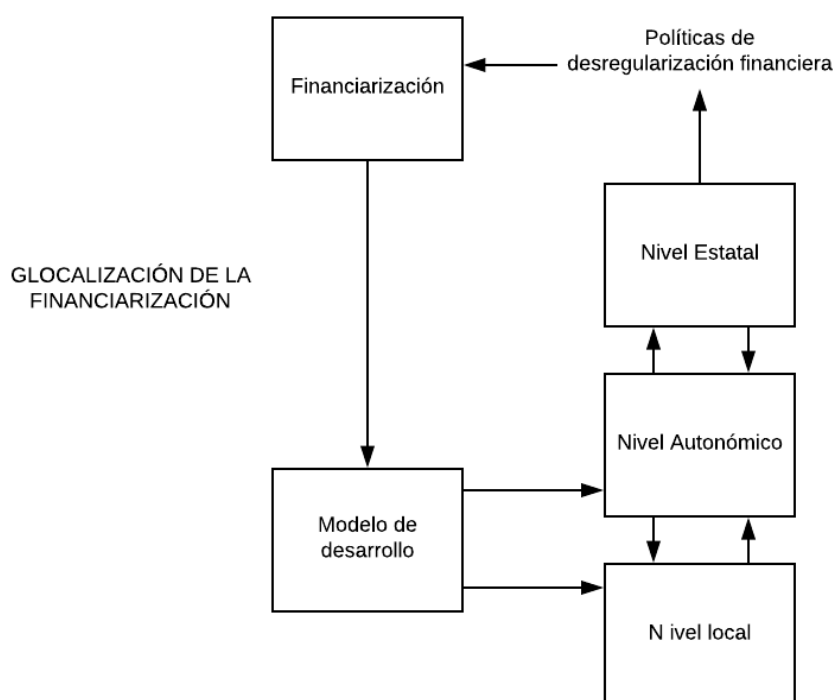 Políticas de
desregularización financiera
Financiarización
Nivel Estatal
GLOCALIZACIÓN DE LA
FINANCIARIZACIÓN
Nivel Autonómico
Modelo de
desarrollo
N ivel local